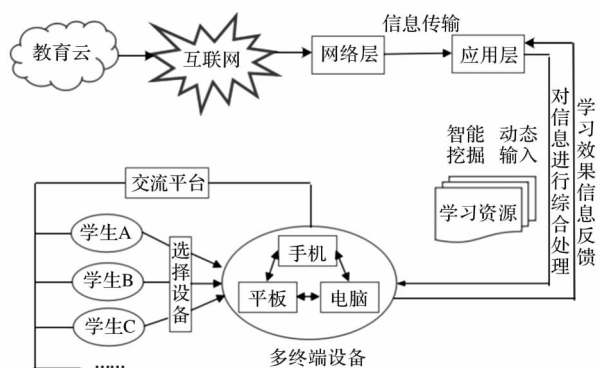 教育云
互联网
网络层
信息传输
应用层
智能挖掘
动态输入
学习资源
对信息进行综合处理
学习效果信息反馈
交流平台
学生A
学生B
学生C
……
选择设备
手机
平板
电脑
多终端设备